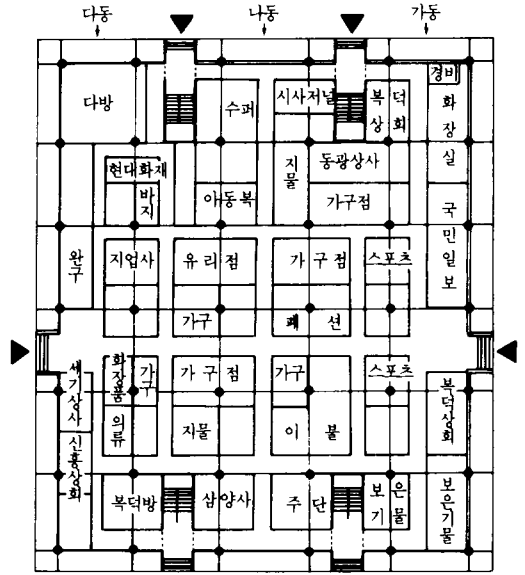 다동
나동
가동
경비
다방
수퍼
시사저널
복덕
상회
화장실
현대화재
바지
아동복
지물
동광상사
가구점
국민일보
완구
지업사
유리점
가구점
스포츠
가구
패션
세기상사
화장품
가구
가구점
가구
스포츠
복덕상회
의류
지물
이불
신흥상회
복덕방
삼양사
주단
보은
기물
보은기물